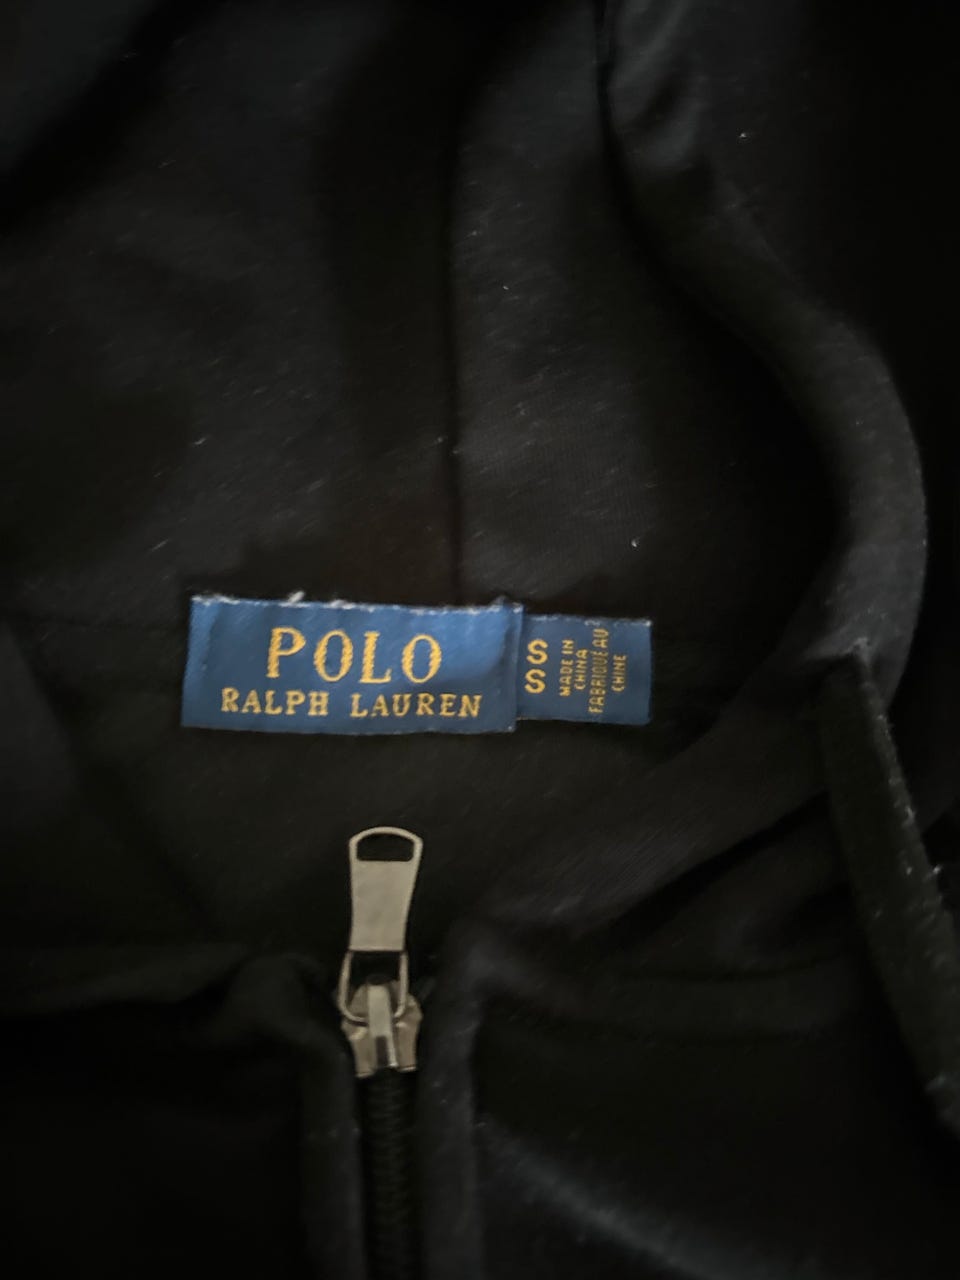 POLO
RALPH LAUREN
S
S
MADE IN
CHINA
FABRIQUÉ AU
CHINE